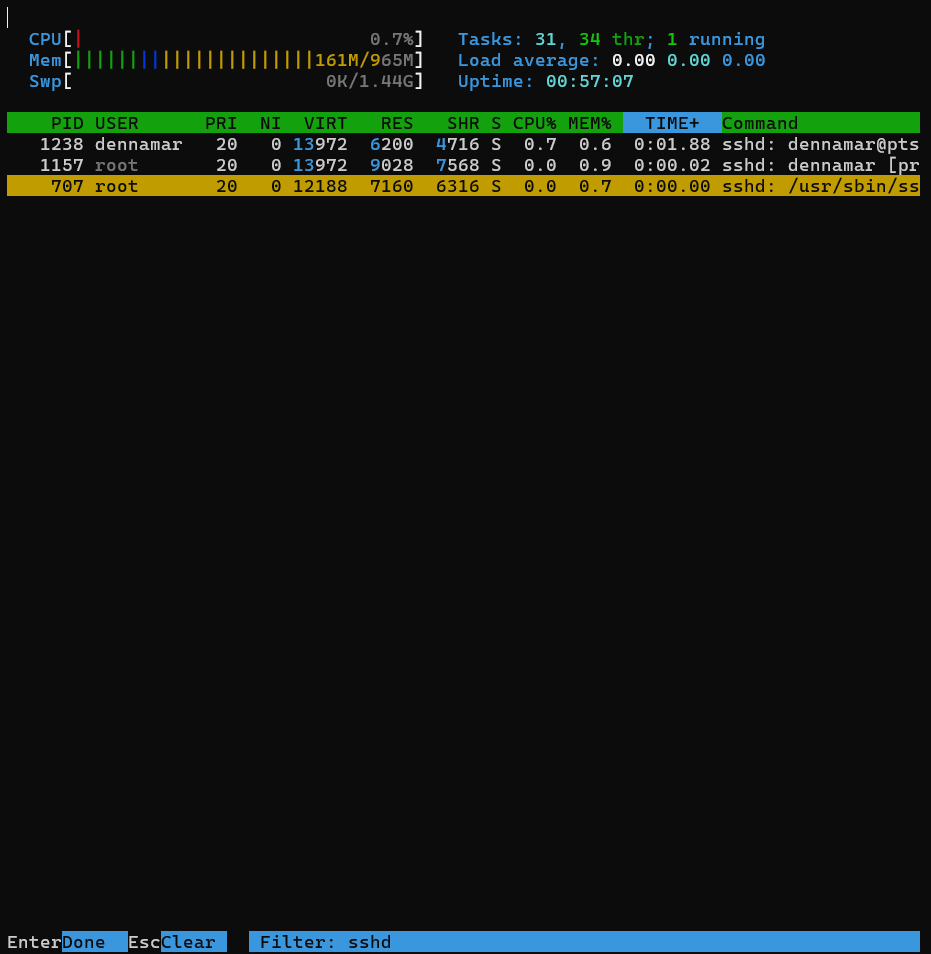 CPU[| 0.7%] Tasks: 31, 34 thr; 1 running
Mem[||||||||||||||||||||||161M/965M] Load average: 0.00 0.00 0.00
Swp[ 0K/1.44G] Uptime: 00:57:07
PID USER PRI NI VIRT RES SHR S CPU% MEM% TIME+ Command
1238 dennamar 20 0 13972 6200 4716 S 0.7 0.6 0:01.88 sshd: dennamar@pts
1157 root 20 0 13972 9028 7568 S 0.0 0.9 0:00.02 sshd: dennamar [pr
707 root 20 0 12188 7160 6316 S 0.0 0.7 0:00.00 sshd: /usr/sbin/ss
EnterDone EscClear Filter: sshd